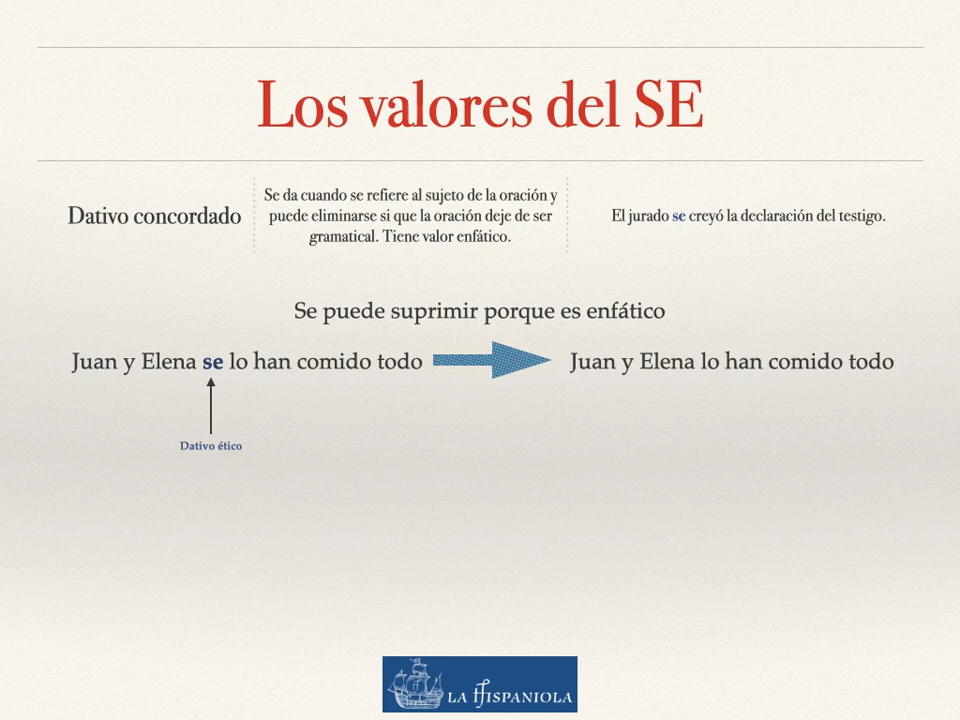 Los valores del SE
Dativo concordado
Se da cuando se refiere al sujeto de la oración y
puede eliminarse si que la oración deje de ser
gramatical. Tiene valor enfático.
El jurado se creyó la declaración del testigo.
Se puede suprimir porque es enfático
Juan y Elena se lo han comido todo
Juan y Elena lo han comido todo
Dativo ético
LA HISPANIOLA